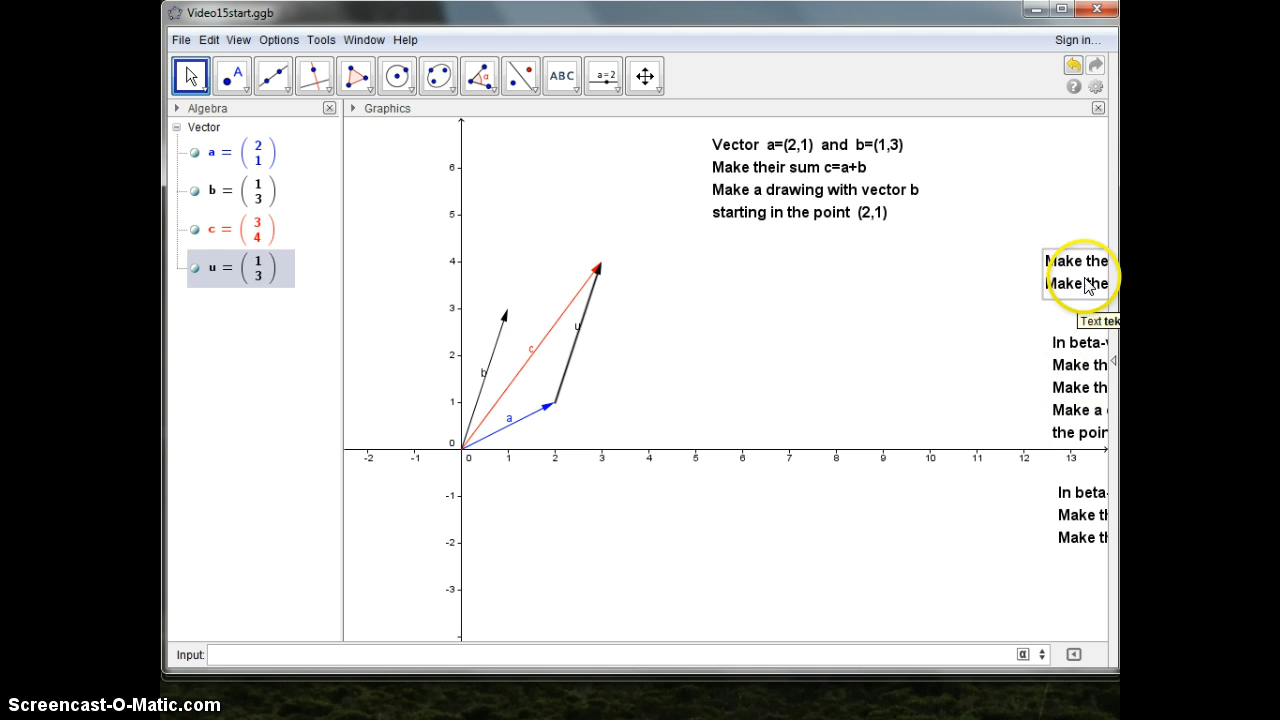 Video15start.ggb
File Edit View Options Tools Window Help Sign in...
A ABC a=2
Algebra
Graphics
Vector
a = ( 2 1 )
b = ( 1 3 )
c = ( 3 4 )
u = ( 1 3 )
Vector a=(2,1) and b=(1,3)
Make their sum c=a+b
Make a drawing with vector b
starting in the point (2,1)
Make the
Make the
Text tek
In beta-
Make th
Make th
Make a
the poin
In beta-
Make th
Make th
6
5
4
3
2
1
0
-1
-2
-3
-2 -1 0 1 2 3 4 5 6 7 8 9 10 11 12 13
a
b
c
u
Input:
α
Screencast-O-Matic.com